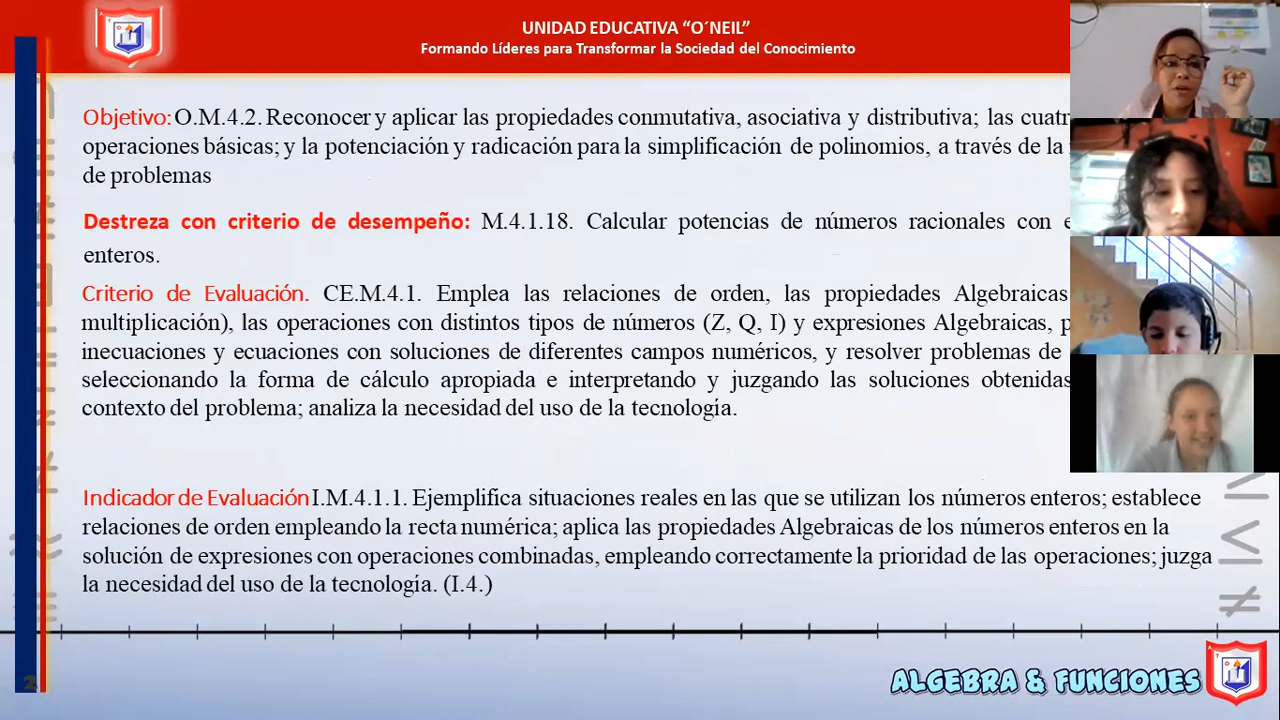 UNIDAD EDUCATIVA “O´NEIL”
Formando Líderes para Transformar la Sociedad del Conocimiento
Objetivo: O.M.4.2. Reconocer y aplicar las propiedades conmutativa, asociativa y distributiva; las
operaciones básicas; y la potenciación y radicación para la simplificación de polinomios, a través de la
de problemas
Destreza con criterio de desempeño: M.4.1.18. Calcular potencias de números racionales con
enteros.
Criterio de Evaluación. CE.M.4.1. Emplea las relaciones de orden, las propiedades Algebraicas
multiplicación), las operaciones con distintos tipos de números (Z, Q, I) y expresiones Algebraicas,
inecuaciones y ecuaciones con soluciones de diferentes campos numéricos, y resolver problemas de
seleccionando la forma de cálculo apropiada e interpretando y juzgando las soluciones obtenidas
contexto del problema; analiza la necesidad del uso de la tecnología.
Indicador de Evaluación I.M.4.1.1. Ejemplifica situaciones reales en las que se utilizan los números enteros; establece
relaciones de orden empleando la recta numérica; aplica las propiedades Algebraicas de los números enteros en la
solución de expresiones con operaciones combinadas, empleando correctamente la prioridad de las operaciones; juzga
la necesidad del uso de la tecnología. (I.4.)
2
ALGEBRA & FUNCIONES